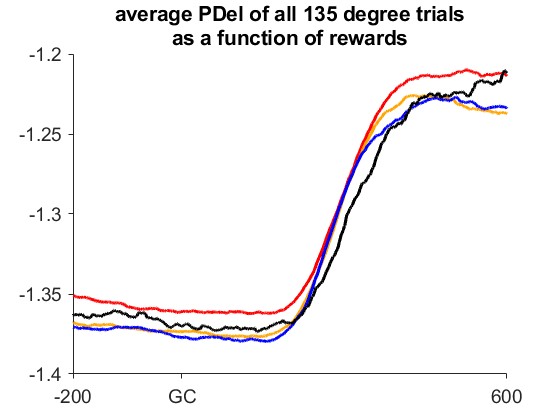 average PDel of all 135 degree trials
as a function of rewards
-1.2
-1.25
-1.3
-1.35
-1.4
-200 GC 600